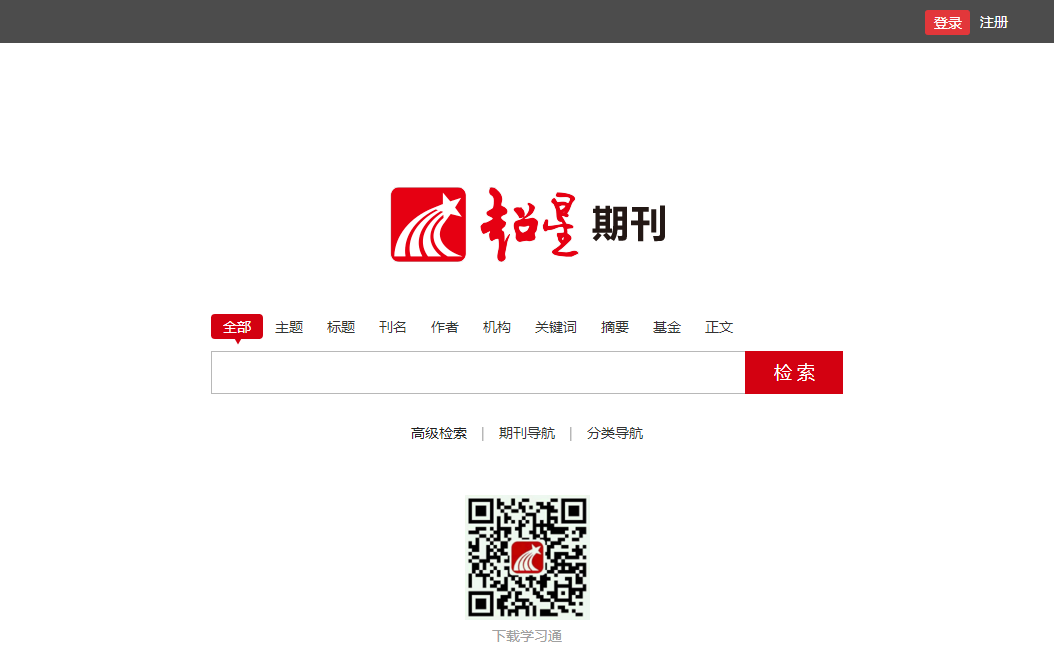 登录 注册
超星 期刊
全部 主题 标题 刊名 作者 机构 关键词 摘要 基金 正文
检 索
高级检索 | 期刊导航 | 分类导航
下载学习通